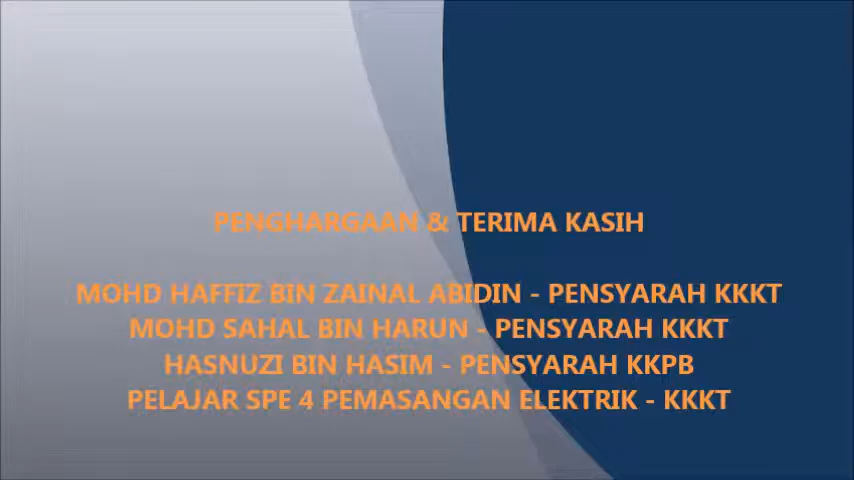 PENGHARGAAN & TERIMA KASIH
MOHD HAFFIZ BIN ZAINAL ABIDIN - PENSYARAH KKKT
MOHD SAHAL BIN HARUN - PENSYARAH KKKT
HASNUZI BIN HASIM - PENSYARAH KKPB
PELAJAR SPE 4 PEMASANGAN ELEKTRIK - KKKT